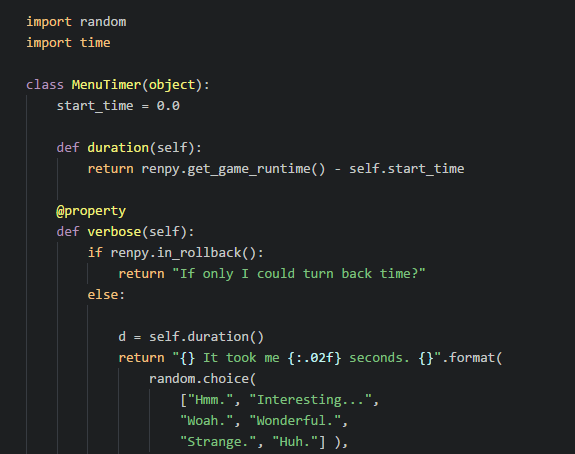 import random
import time
class MenuTimer(object):
start_time = 0.0
def duration(self):
return renpy.get_game_runtime() - self.start_time
@property
def verbose(self):
if renpy.in_rollback():
return "If only I could turn back time?"
else:
d = self.duration()
return "{} It took me {:.02f} seconds. {}".format(
random.choice(
["Hmm.", "Interesting...",
"Woah.", "Wonderful.",
"Strange.", "Huh."] ),